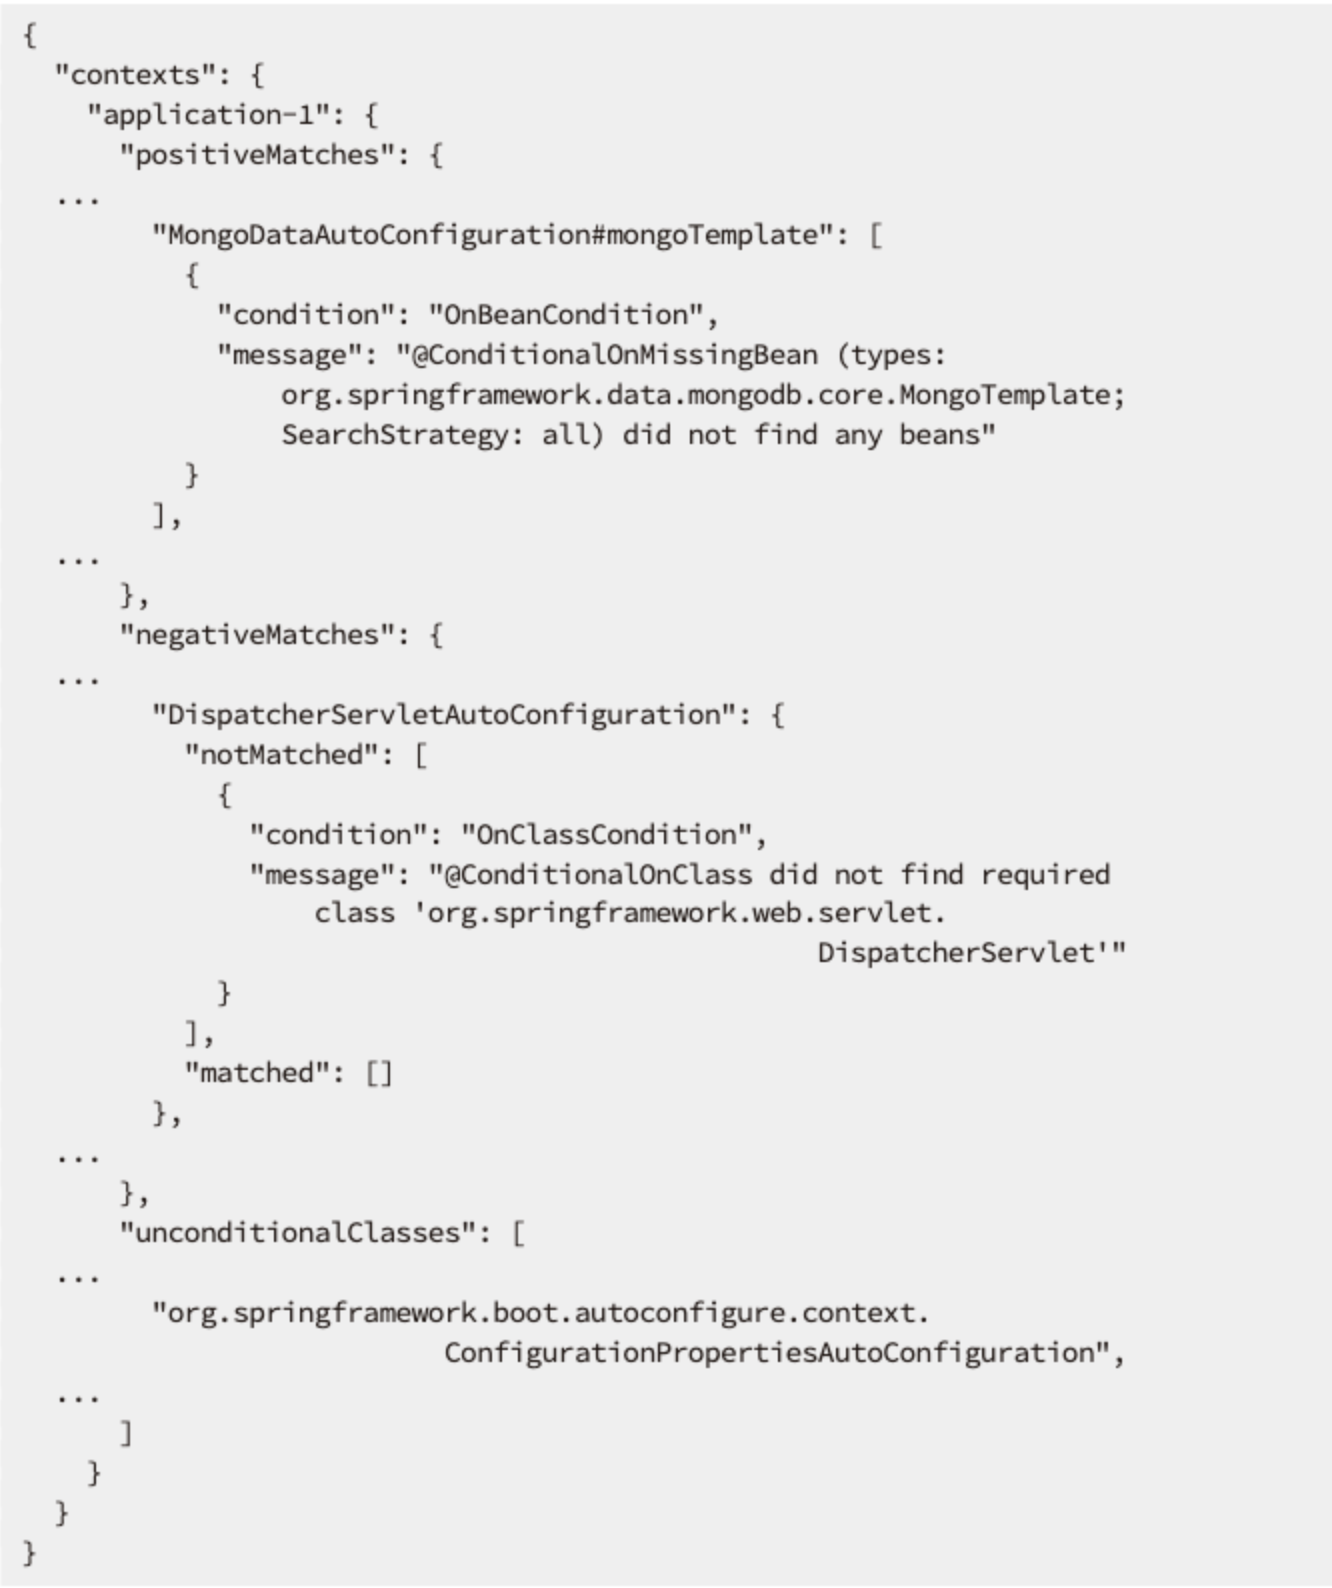 {
  "contexts": {
    "application-1": {
      "positiveMatches": {
  ...
        "MongoDataAutoConfiguration#mongoTemplate": [
          {
            "condition": "OnBeanCondition",
            "message": "@ConditionalOnMissingBean (types:
                org.springframework.data.mongodb.core.MongoTemplate;
                SearchStrategy: all) did not find any beans"
          }
        ],
  ...
      },
      "negativeMatches": {
  ...
        "DispatcherServletAutoConfiguration": {
          "notMatched": [
            {
              "condition": "OnClassCondition",
              "message": "@ConditionalOnClass did not find required
                  class 'org.springframework.web.servlet.
                                                 DispatcherServlet'"
            }
          ],
          "matched": []
        },
  ...
      },
      "unconditionalClasses": [
  ...
        "org.springframework.boot.autoconfigure.context.
                          ConfigurationPropertiesAutoConfiguration",
  ...
      ]
    }
  }
}